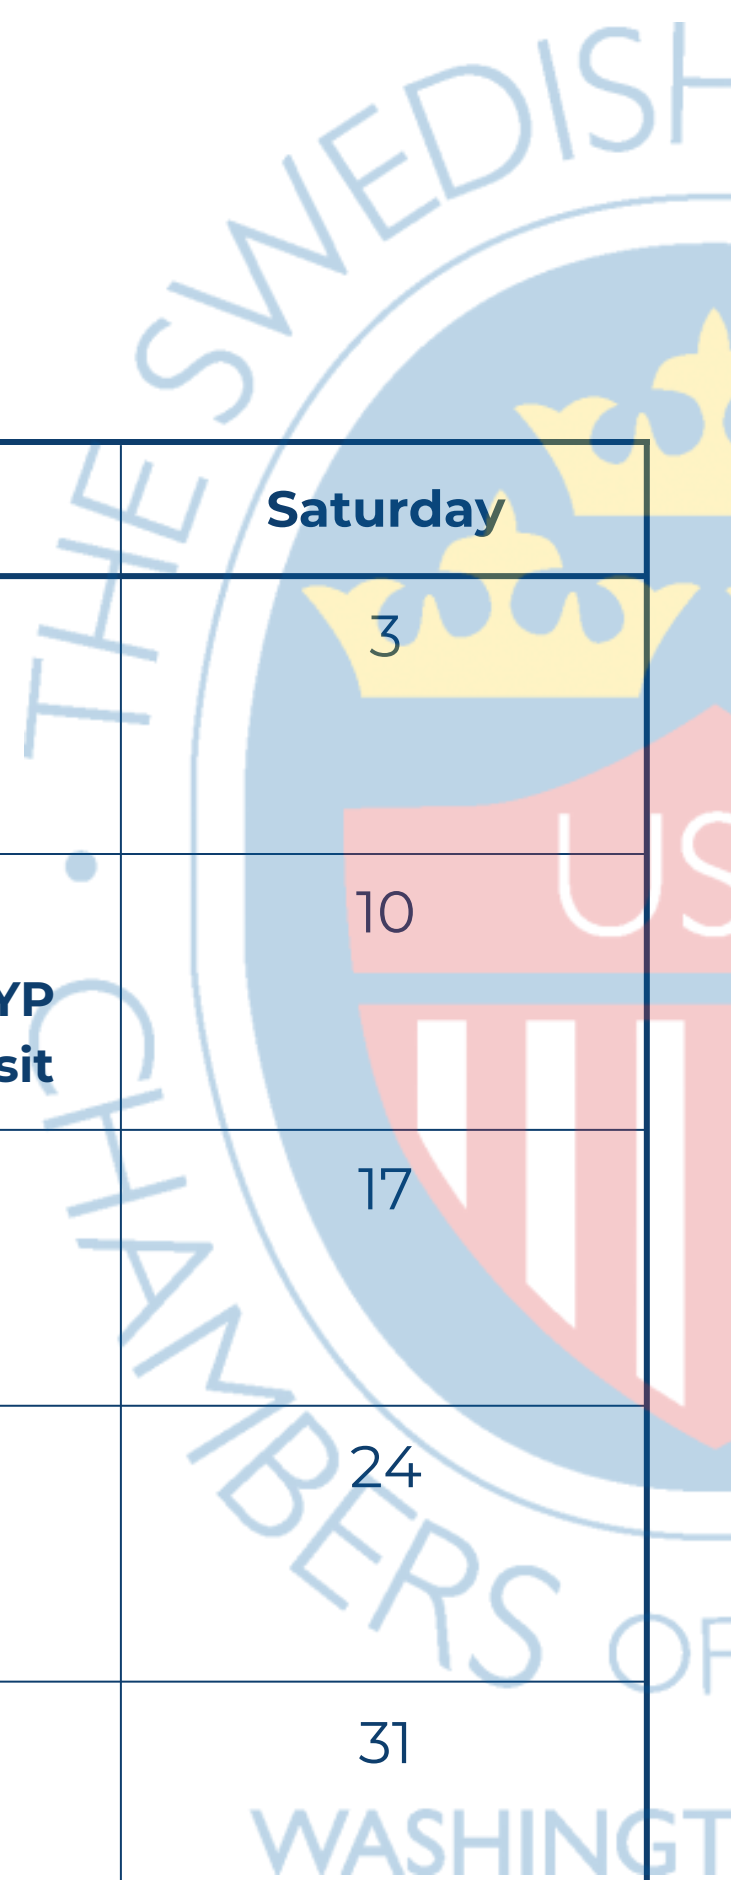 THE SWEDISH
Saturday
3
US
10
YP
sit
17
24
31
CHAMBERS OF
WASHINGT